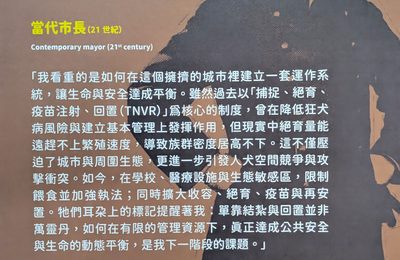 當代市長 (21 世紀)
Contemporary mayor (21st century)
「我看重的是如何在這個擁擠的城市裡建立一套運作系
統，讓生命與安全達成平衡。雖然過去以「捕捉、絕育、
疫苗注射、回置（TNVR）」為核心的制度，曾在降低狂犬
病風險與建立基本管理上發揮作用，但現實中絕育量能
遠趕不上繁殖速度，導致族群密度居高不下。這不僅壓
迫了城市與周圍生態，更進一步引發人犬空間競爭與攻
擊衝突。如今，在學校、醫療設施與生態敏感區，限制
餵食並加強執法；同時擴大收容、絕育、疫苗與再安
置。牠們耳朵上的標記提醒著我：單靠結紮與回置並非
萬靈丹，如何在有限的管理資源下，真正達成公共安全
與生命的動態平衡，是我下一階段的課題。」